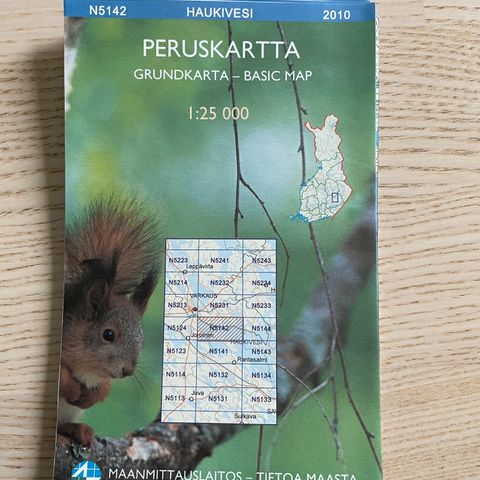 N5142 HAUKIVESI 2010
PERUSKARTTA
GRUNDKARTA – BASIC MAP
1:25 000
N5223 N5241 N5243
Leppävirta
N5214 N5232 N5234
VARKAUS
N5213 N5231 N5233
N5124 N5142 N5144
Joroinen
HAUKIVESI
N5123 N5141 N5143
Rantasalmi
N5114 N5132 N5134
Juva
N5113 N5131 N5133
Sulkava
MAANMITTAUSLAITOS – TIETOA MAASTA